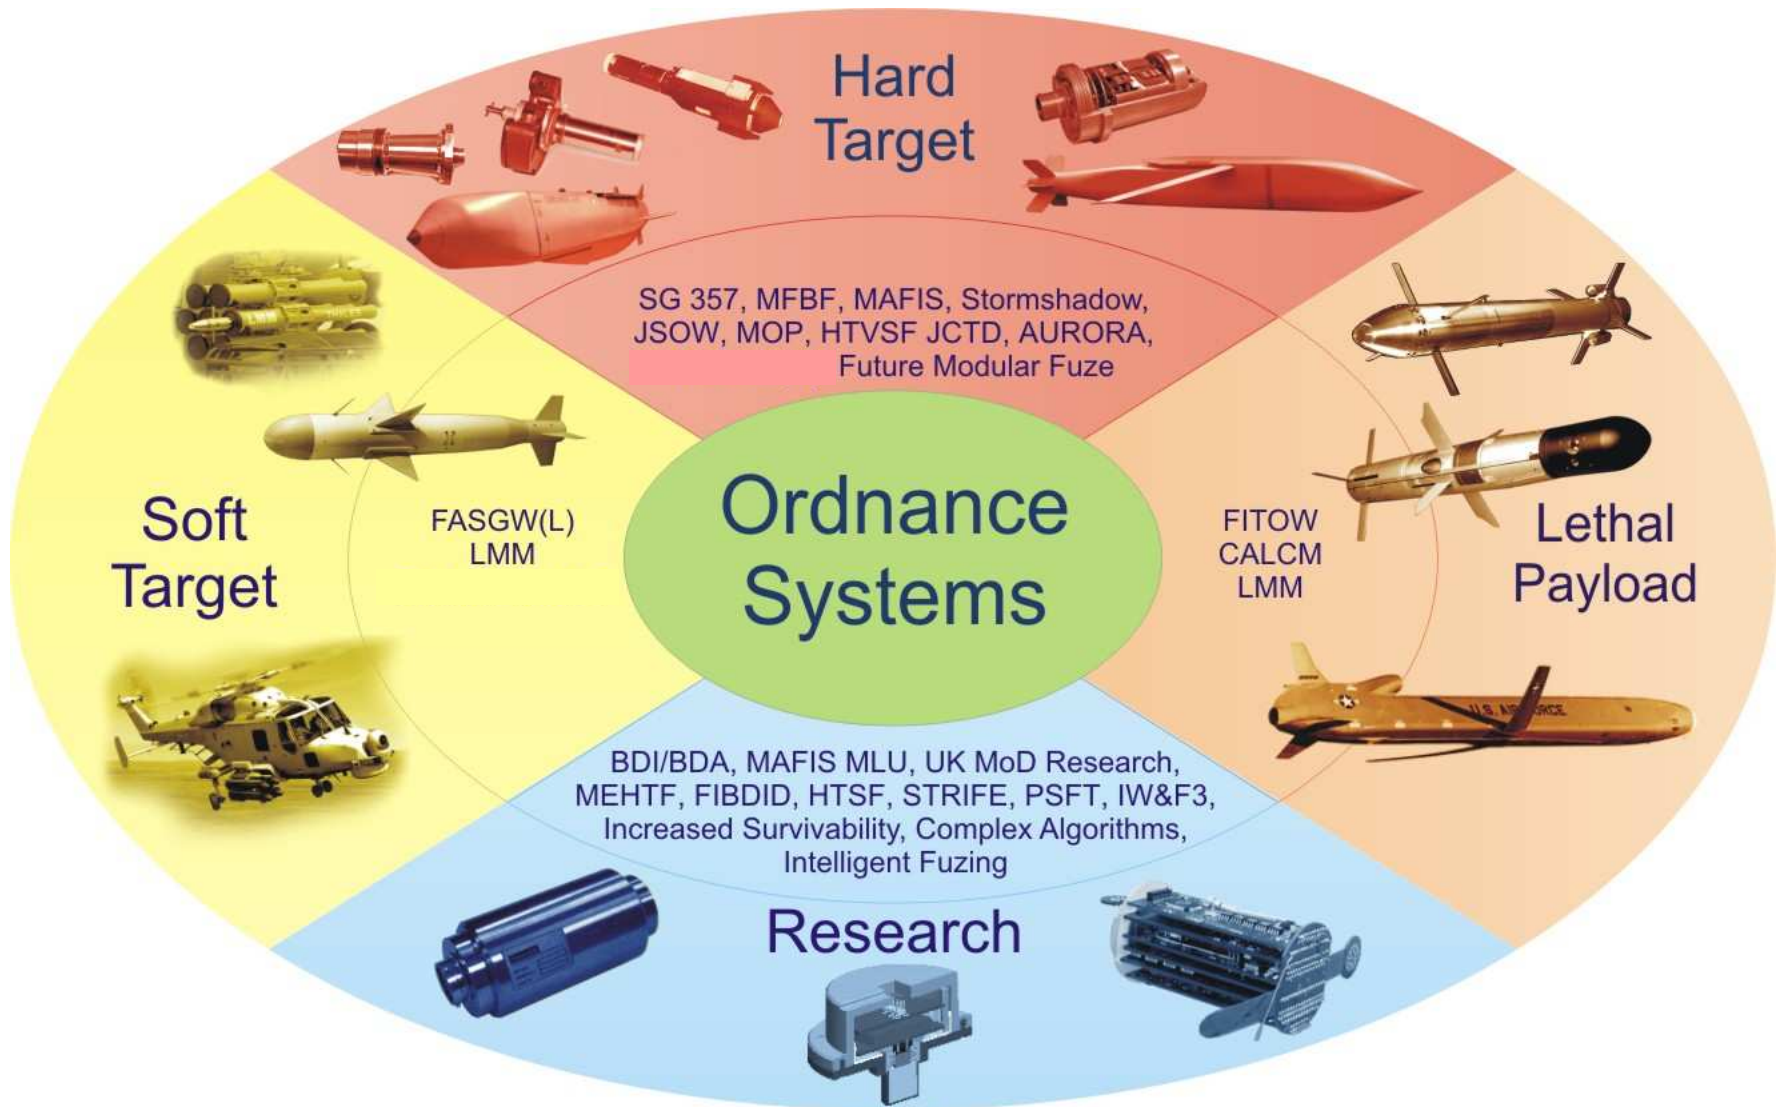 Hard
Target
SG 357, MFBF, MAFIS, Stormshadow,
JSOW, MOP, HTVSF JCTD, AURORA,
Future Modular Fuze
Soft
Target
FASGW(L)
LMM
Ordnance
Systems
FITOW
CALCM
LMM
Lethal
Payload
U.S. AIR FORCE
BDI/BDA, MAFIS MLU, UK MoD Research,
MEHTF, FIBDID, HTSF, STRIFE, PSFT, IW&F3,
Increased Survivability, Complex Algorithms,
Intelligent Fuzing
Research